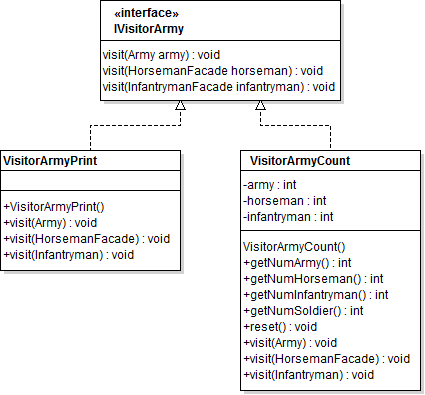 «interface»
IVisitorArmy
visit(Army army) : void
visit(HorsemanFacade horseman) : void
visit(InfantrymanFacade infantryman) : void
VisitorArmyPrint
+VisitorArmyPrint()
+visit(Army) : void
+visit(HorsemanFacade) : void
+visit(Infantryman) : void
VisitorArmyCount
-army : int
-horseman : int
-infantryman : int
VisitorArmyCount()
+getNumArmy() : int
+getNumHorseman() : int
+getNumInfantryman() : int
+getNumSoldier() : int
+reset() : void
+visit(Army) : void
+visit(HorsemanFacade) : void
+visit(Infantryman) : void